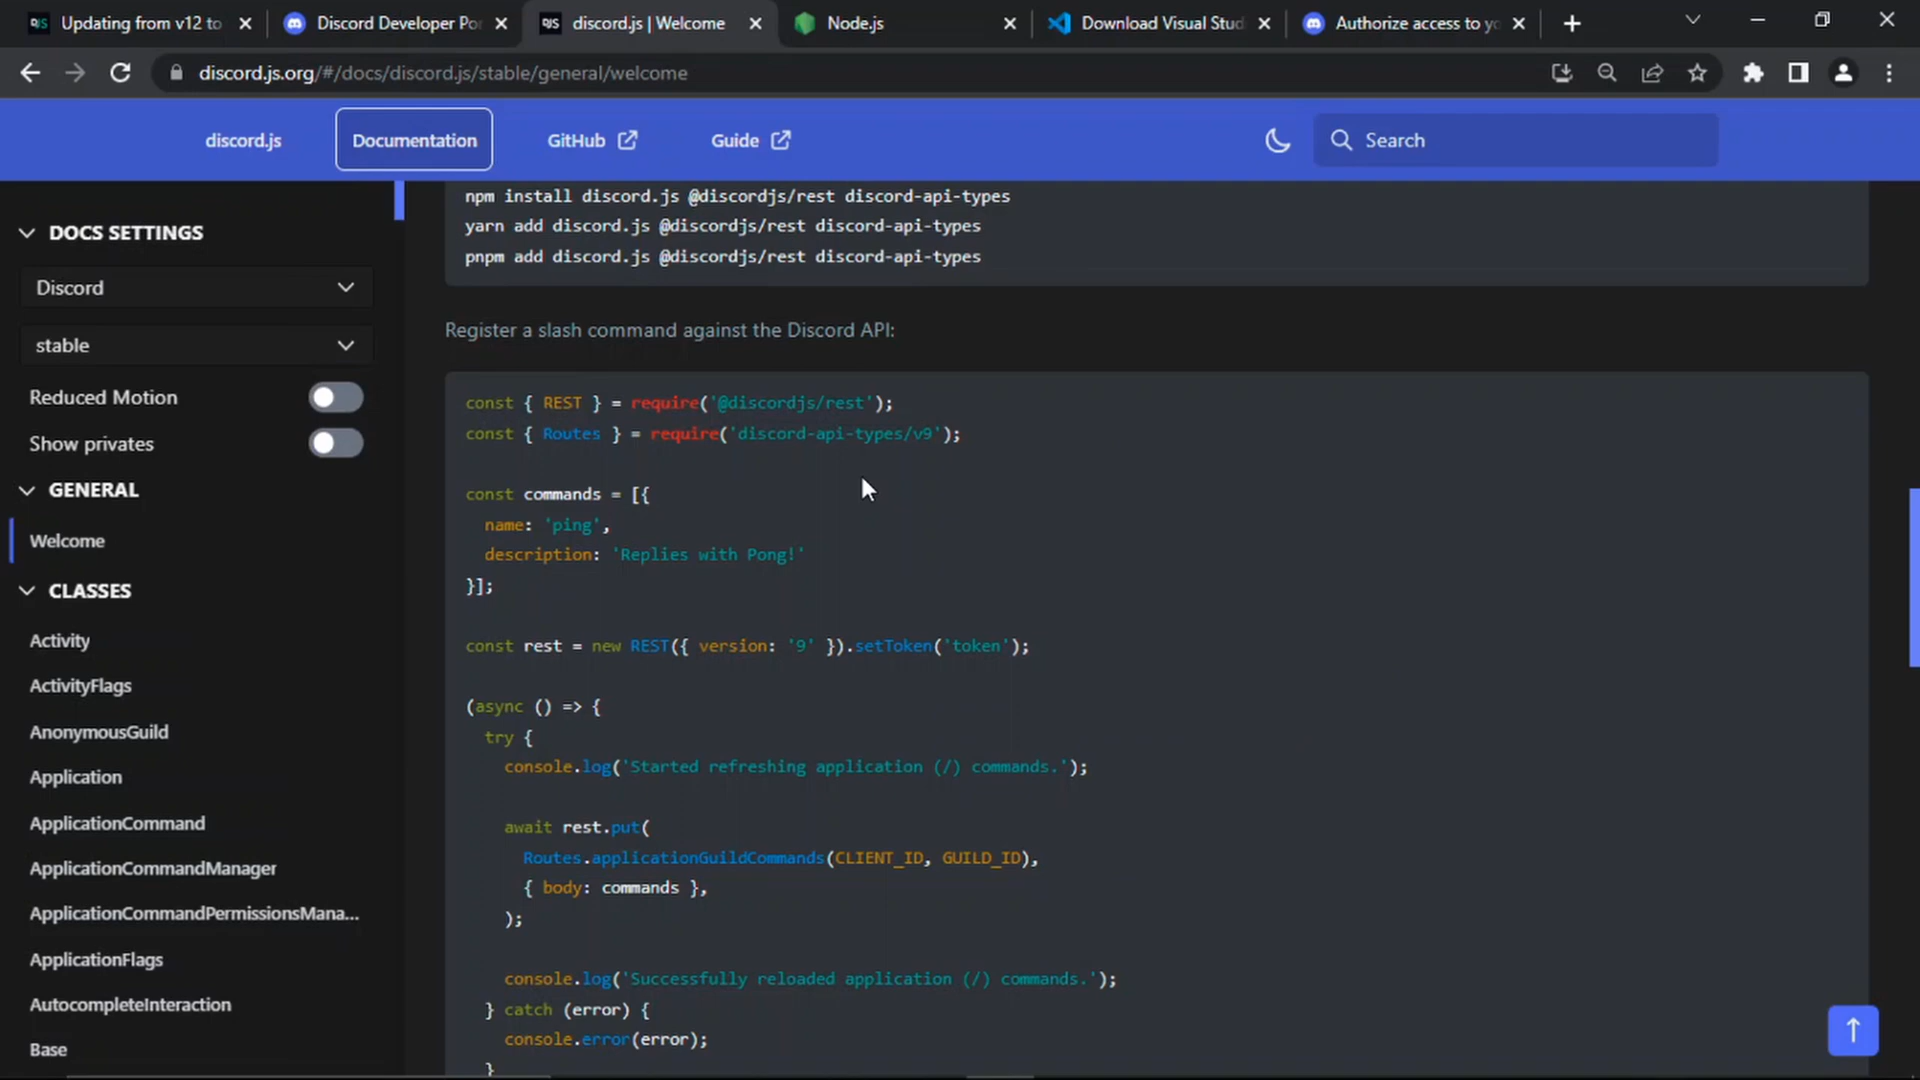 Updating from v12 to
Discord Developer Por
discord.js | Welcome
Node.js
Download Visual Stud
Authorize access to yo
discord.js.org/#/docs/discord.js/stable/general/welcome
discord.js
Documentation
GitHub
Guide
Search
DOCS SETTINGS
Discord
stable
Reduced Motion
Show privates
GENERAL
Welcome
CLASSES
Activity
ActivityFlags
AnonymousGuild
Application
ApplicationCommand
ApplicationCommandManager
ApplicationCommandPermissionsMana...
ApplicationFlags
AutocompleteInteraction
Base
npm install discord.js @discordjs/rest discord-api-types
yarn add discord.js @discordjs/rest discord-api-types
pnpm add discord.js @discordjs/rest discord-api-types
Register a slash command against the Discord API:
const { REST } = require('@discordjs/rest');
const { Routes } = require('discord-api-types/v9');
const commands = [{
name: 'ping',
description: 'Replies with Pong!'
}];
const rest = new REST({ version: '9' }).setToken('token');
(async () => {
try {
console.log('Started refreshing application (/) commands.');
await rest.put(
Routes.applicationGuildCommands(CLIENT_ID, GUILD_ID),
{ body: commands },
);
console.log('Successfully reloaded application (/) commands.');
} catch (error) {
console.error(error);
}